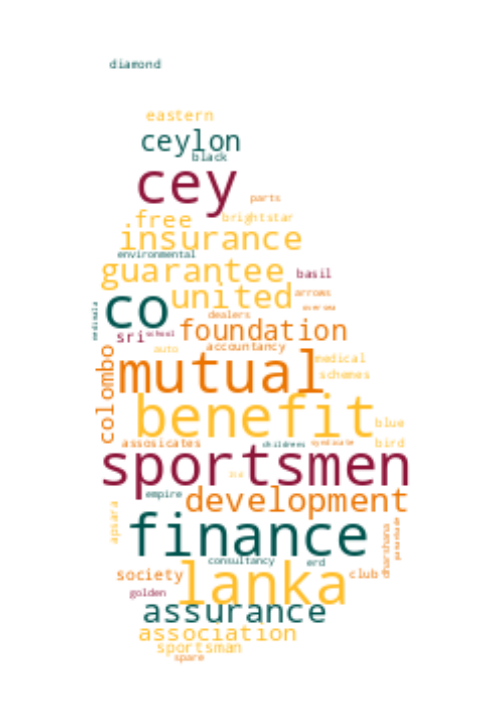 diamond
eastern
ceylon
black
cey
parts
.free
brightstar
insurance
environmental
guarantee
basil
united
arrows
co
dealers
foundation
sri
school
auto
accountancy
colombo
medical
mutual
schemes
benefit
blue
assosicates
childrens
syndicate
bird
sportsmen
empire
development
apsara
finance
dharshana
consultancy
erd
society
lanka
club
golden
assurance
association
sportsman
spare